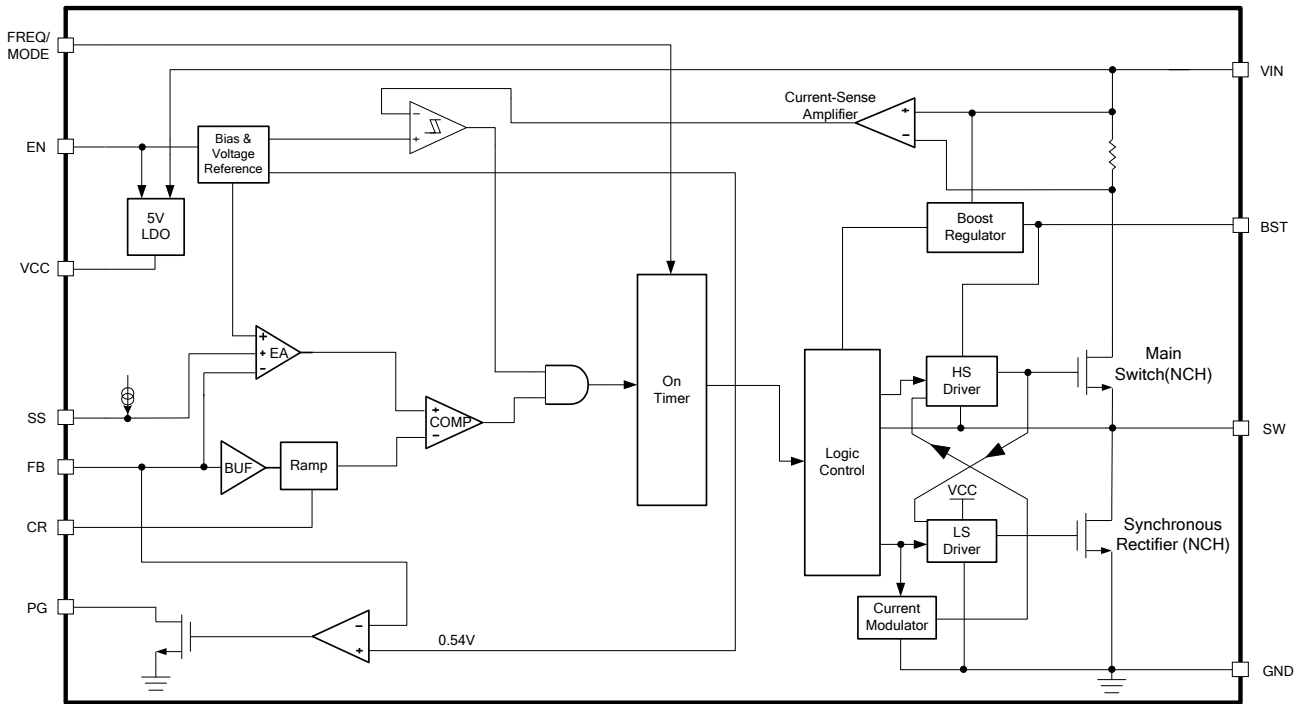 FREQ/
MODE
VIN
Current-Sense
Amplifier
+
−
−
+
EN
Bias &
Voltage
Reference
5V
LDO
Boost
Regulator
BST
VCC
+
+
−
EA
HS
Driver
Main
Switch(NCH)
On
Timer
SS
+
−
COMP
SW
FB
BUF
Ramp
Logic
Control
VCC
CR
LS
Driver
Synchronous
Rectifier (NCH)
PG
−
+
0.54V
Current
Modulator
GND